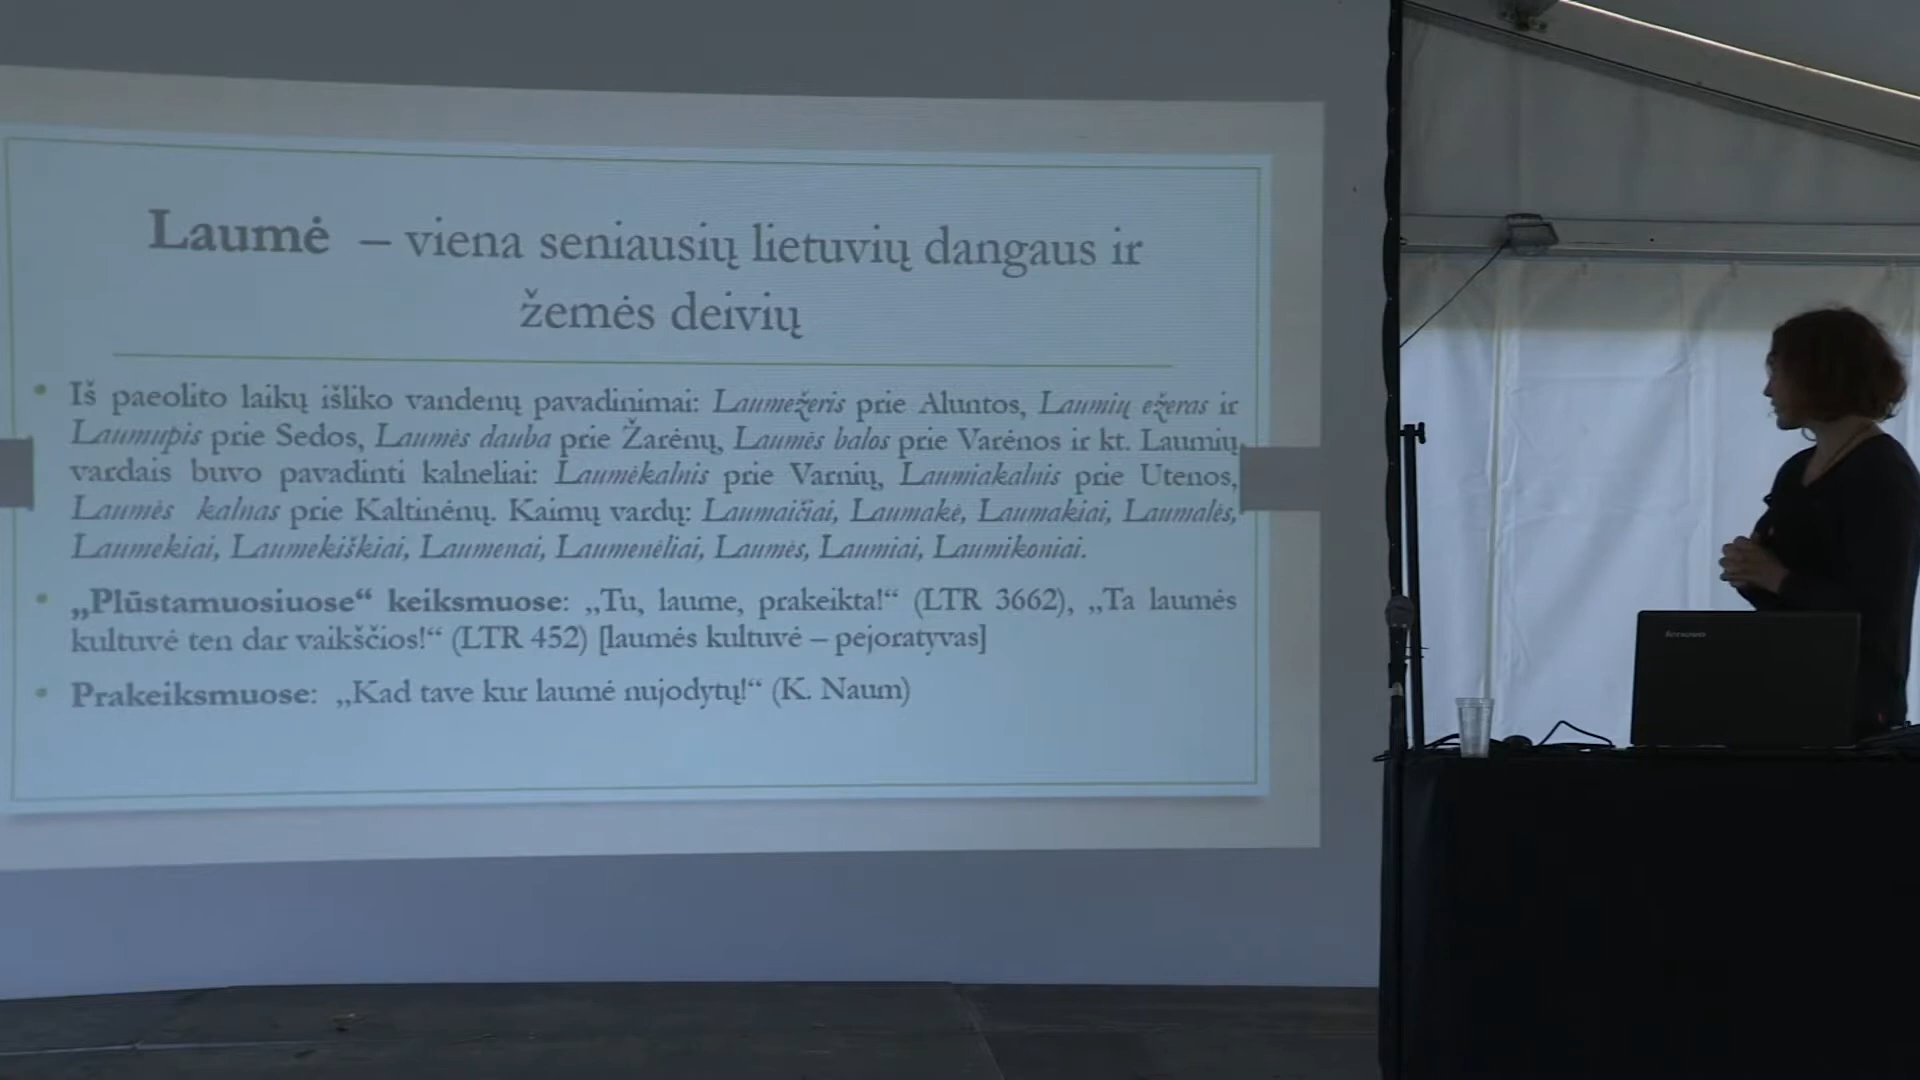 Laumė – viena seniausių lietuvių dangaus ir
žemės deivių
• Iš paeolito laikų išliko vandenų pavadinimai: Laumežeris prie Aluntos, Laumių ežeras ir
Laumupis prie Sedos, Laumės dauba prie Žarėnų, Laumės balos prie Varėnos ir kt. Laumių
vardais buvo pavadinti kalneliai: Laumėkalnis prie Varnių, Laumiakalnis prie Utenos,
Laumės kalnas prie Kaltinėnų. Kaimų vardų: Laumaičiai, Laumakė, Laumakiai, Laumalės,
Laumekiai, Laumekiškiai, Laumenai, Laumenėliai, Laumės, Laumiai, Laumikoniai.
• „Plūstamuosiuose“ keiksmuose: „Tu, laume, prakeikta!“ (LTR 3662), „Ta laumės
kultuvė ten dar vaikščios!“ (LTR 452) [laumės kultuvė – pejoratyvas]
• Prakeiksmuose: „Kad tave kur laumė nujodytų!“ (K. Naum)
lenovo